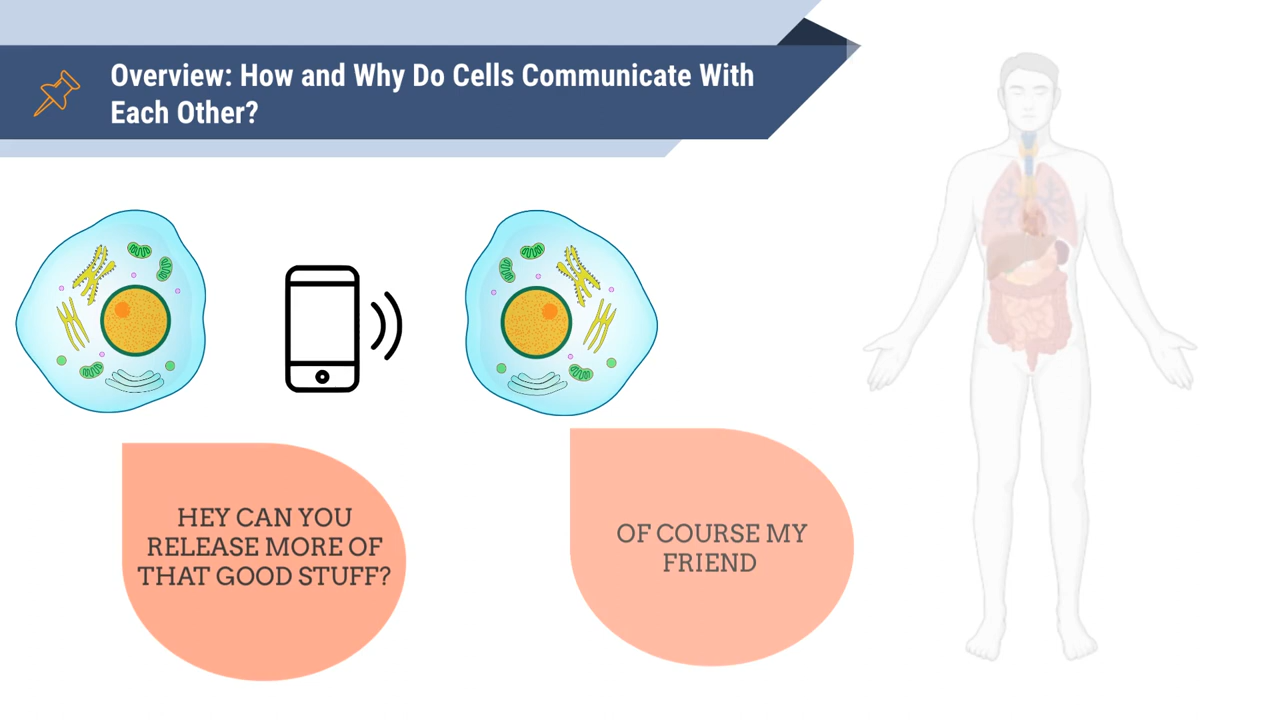 Overview: How and Why Do Cells Communicate With
Each Other?
HEY CAN YOU
RELEASE MORE OF
THAT GOOD STUFF?
OF COURSE MY
FRIEND